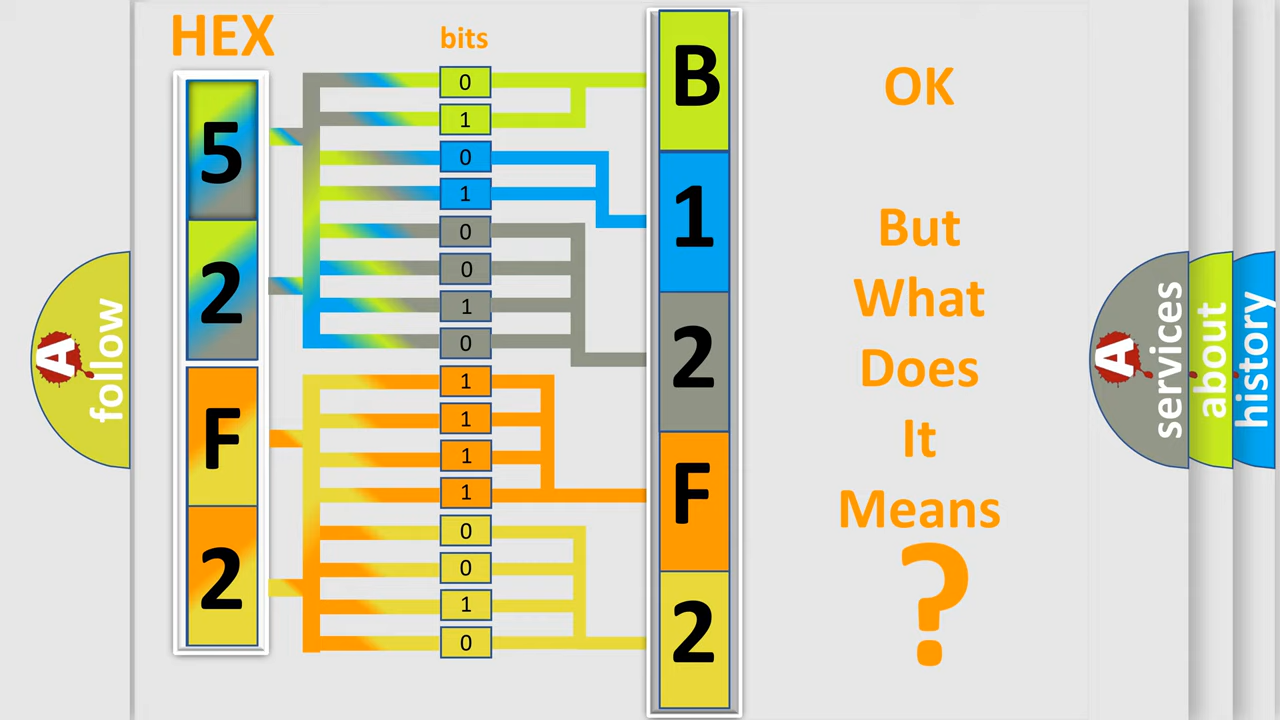 HEX
bits
5
2
F
2
0
1
0
1
0
0
1
0
1
1
1
1
0
0
1
0
B
1
2
F
2
OK
But
What
Does
It
Means
?
A
follow
A
services
about
history